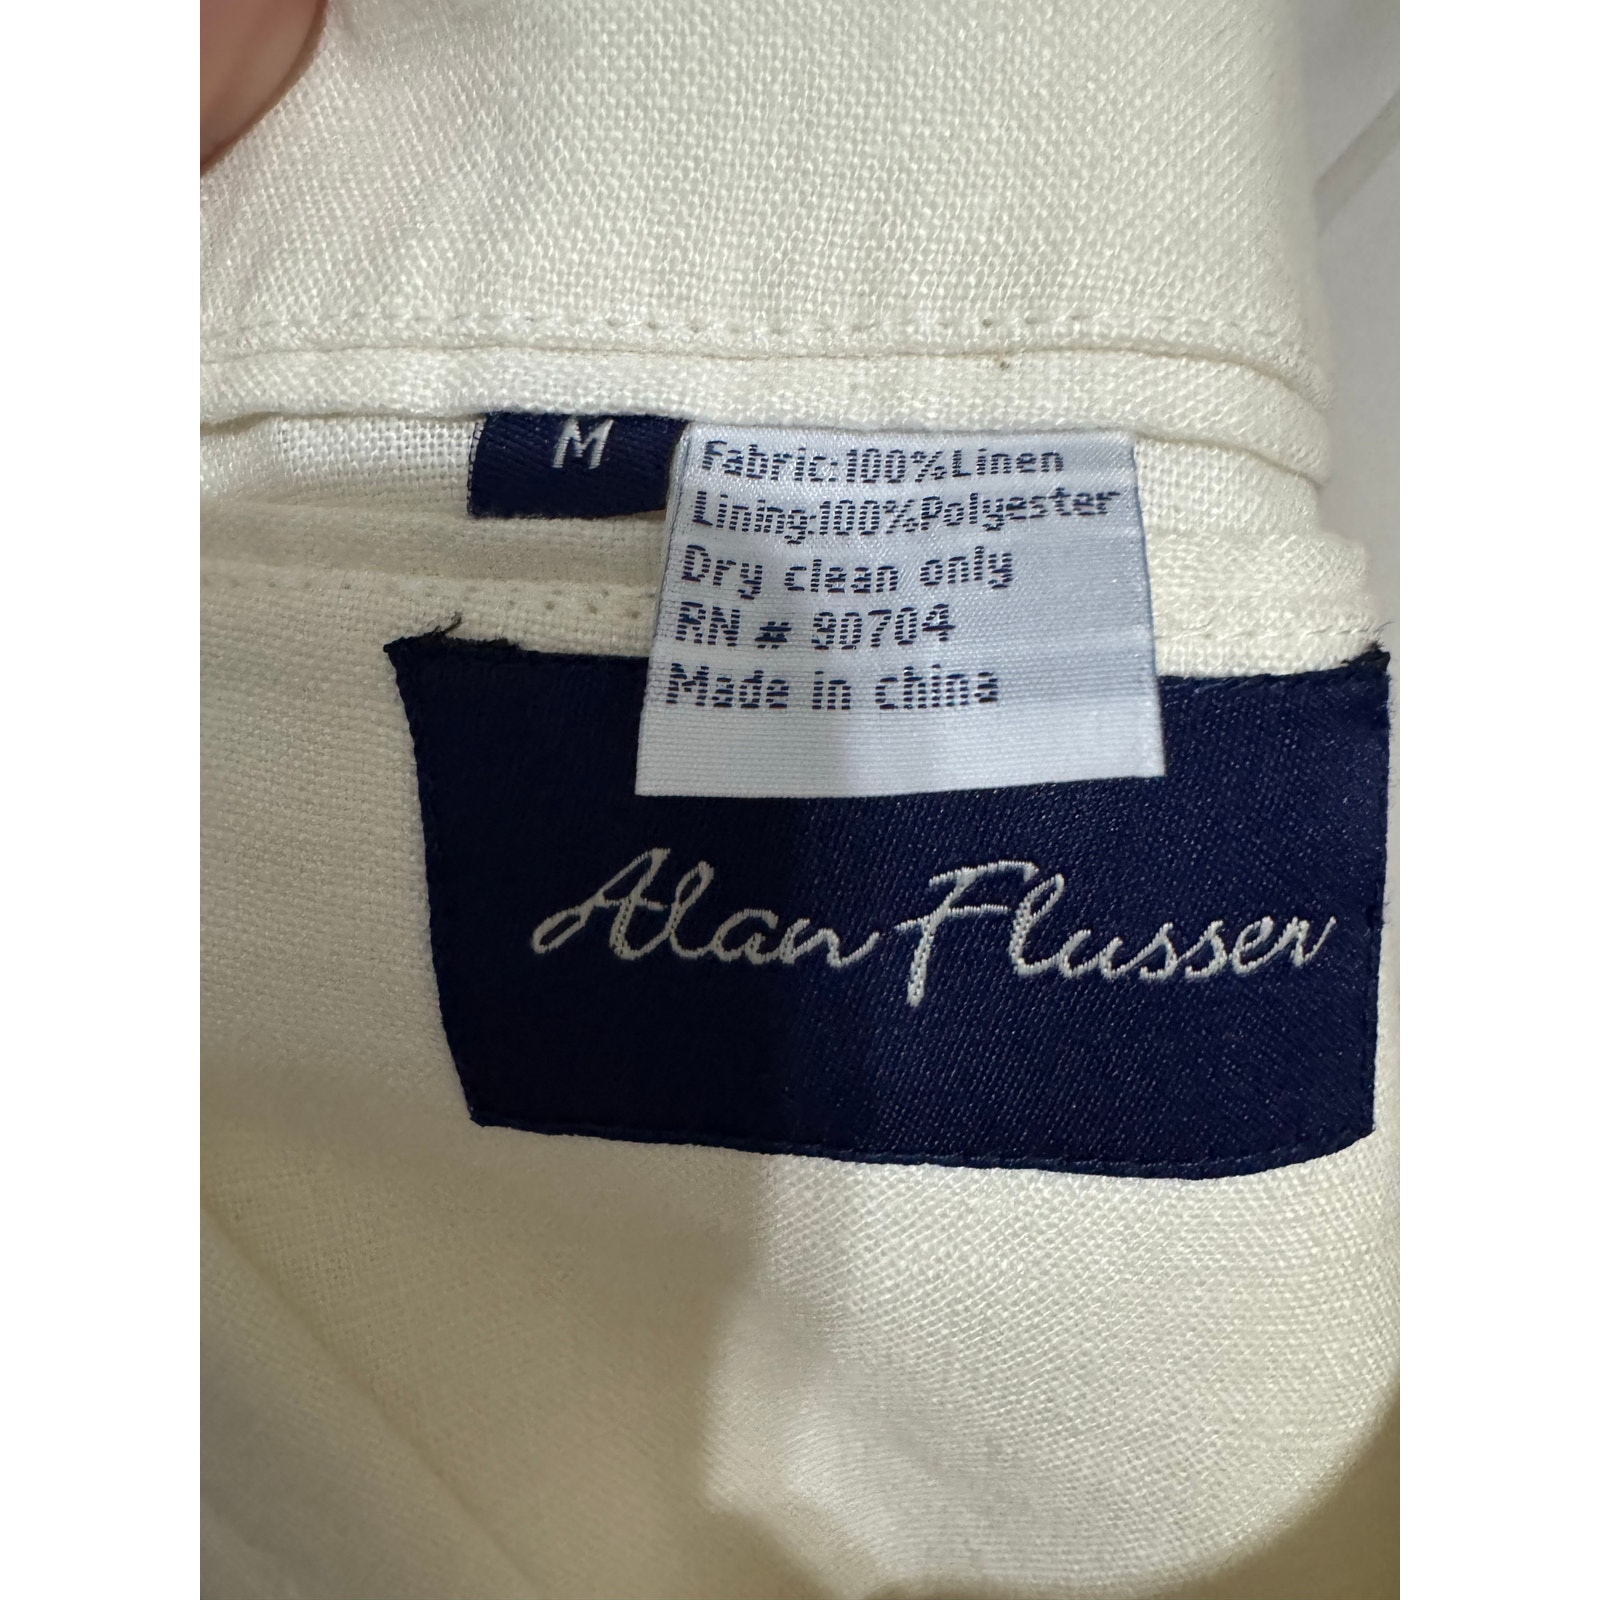 M
Fabric:100%Linen
Lining:100%Polyester
Dry clean only
RN # 90704
Made in china
Alan Flusser